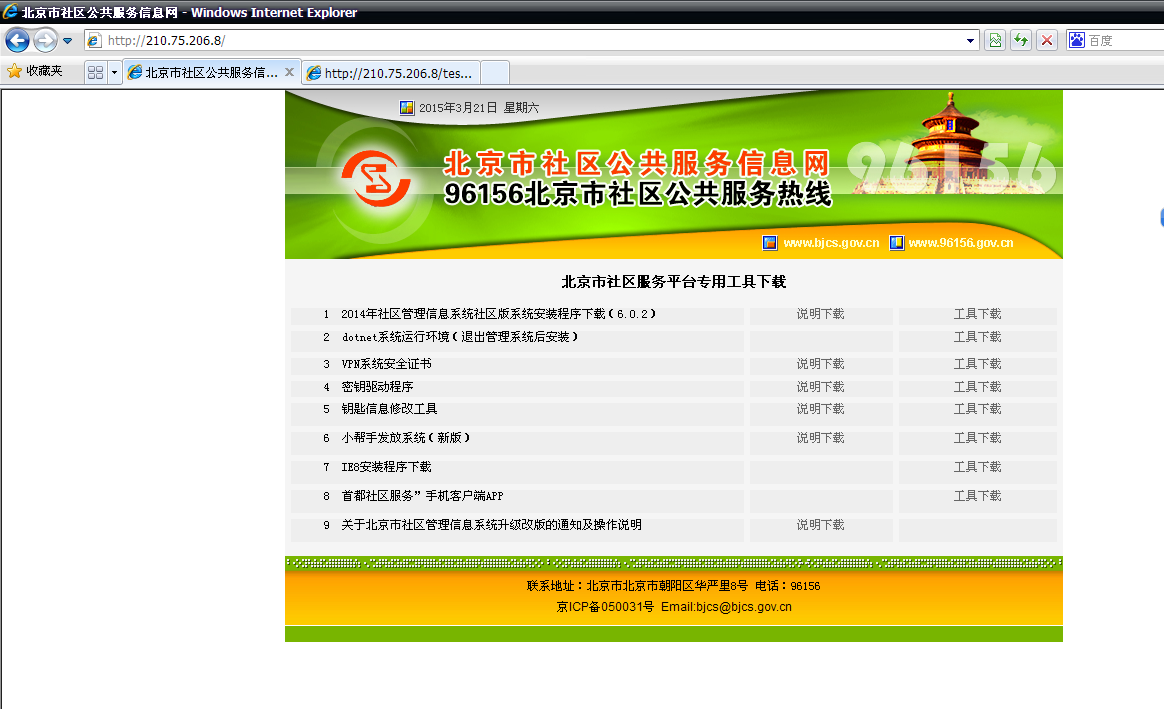 北京市社区公共服务信息网 - Windows Internet Explorer
http://210.75.206.8/
百度
收藏夹
北京市社区公共服务信... http://210.75.206.8/tes...
2015年3月21日 星期六
96156
北京市社区公共服务信息网
96156北京市社区公共服务热线
www.bjcs.gov.cn www.96156.gov.cn
北京市社区服务平台专用工具下载
1 2014年社区管理信息系统社区版系统安装程序下载(6.0.2) 说明下载 工具下载
2 dotnet系统运行环境(退出管理系统后安装) 工具下载
3 VPN系统安全证书 说明下载 工具下载
4 密钥驱动程序 说明下载 工具下载
5 钥匙信息修改工具 说明下载 工具下载
6 小帮手发放系统(新版) 说明下载 工具下载
7 IE8安装程序下载 工具下载
8 首都社区服务”手机客户端APP 工具下载
9 关于北京市社区管理信息系统升级改版的通知及操作说明 说明下载
联系地址:北京市北京市朝阳区华严里8号 电话:96156
京ICP备050031号 Email:bjcs@bjcs.gov.cn